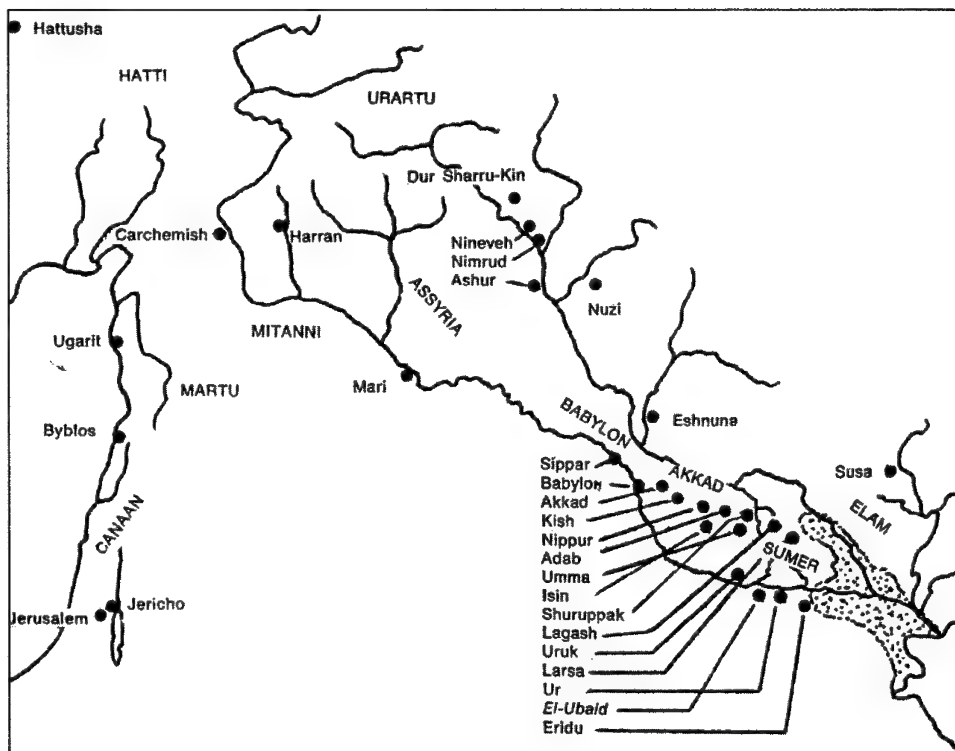 Hattusha
HATTI
URARTU
Dur Sharru-Kin
Carchemish
Harran
Nineveh
Nimrud
Ashur
ASSYRIA
Nuzi
MITANNI
Ugarit
MARTU
Mari
Byblos
BABYLON
Eshnuna
Sippar
AKKAD
Susa
Babylon
ELAM
Akkad
Kish
Nippur
CANAAN
Adab
SUMER
Umma
Isin
Jericho
Shuruppak
Jerusalem
Lagash
Uruk
Larsa
Ur
El-Ubaid
Eridu